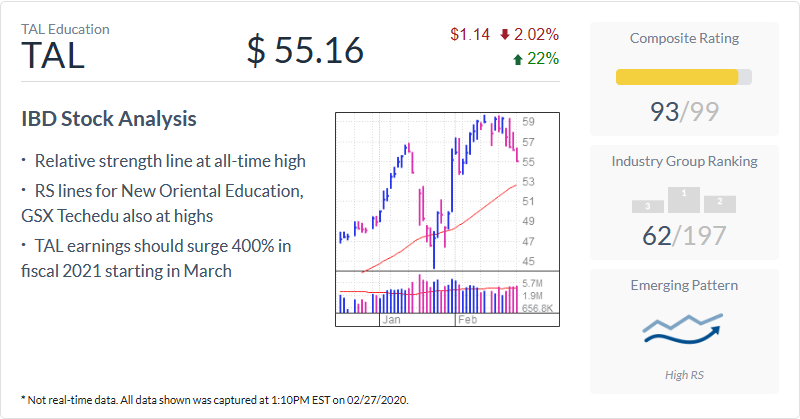 TAL Education
TAL
$ 55.16
$1.14 2.02%
22%
IBD Stock Analysis
· Relative strength line at all-time high
· RS lines for New Oriental Education,
GSX Techedu also at highs
· TAL earnings should surge 400% in
fiscal 2021 starting in March
59
57
55
53
51
49
47
45
5.7M
1.9M
656.8K
Jan
Feb
Composite Rating
93/99
Industry Group Ranking
3
1
2
62/197
Emerging Pattern
High RS
* Not real-time data. All data shown was captured at 1:10PM EST on 02/27/2020.